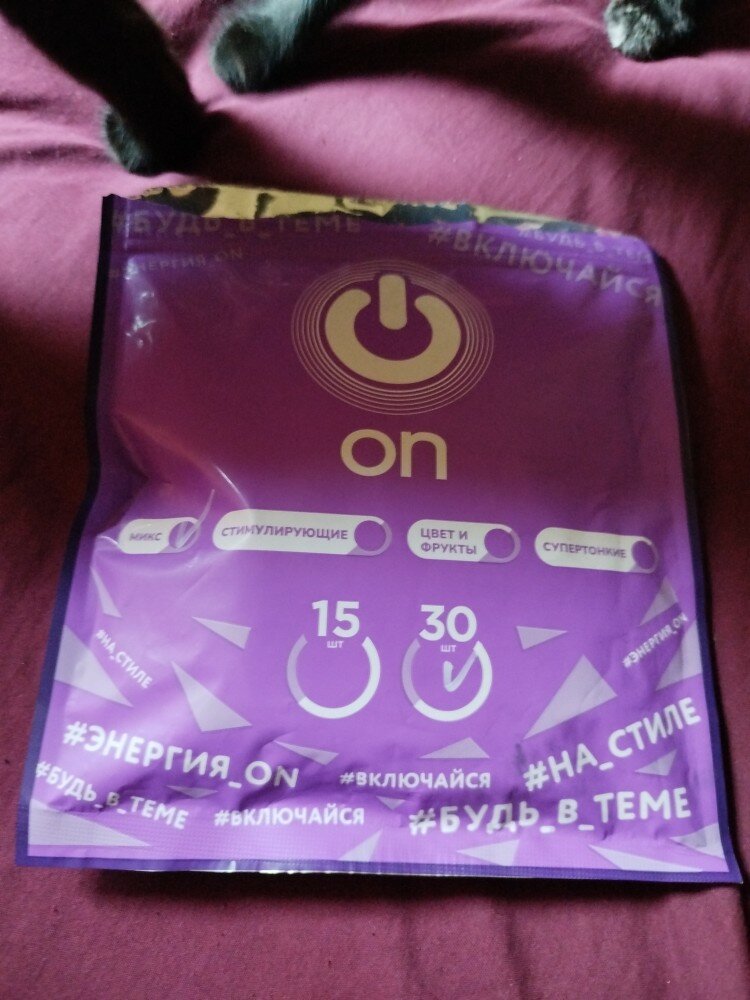 #БУДЬ_В_ТЕМЕ
#ВКЛЮЧАЙСЯ
#ЭНЕРГИЯ_ON
on
МИКС
СТИМУЛИРУЮЩИЕ
ЦВЕТ И
ФРУКТЫ
СУПЕРТОНКИЕ
15
ШТ
30
ШТ
#НА_СТИЛЕ
#ЭНЕРГИЯ_ON
#ЭНЕРГИЯ_ON
#ВКЛЮЧАЙСЯ
#НА_СТИЛЕ
#БУДЬ_В_ТЕМЕ
#ВКЛЮЧАЙСЯ
#БУДЬ_В_ТЕМЕ